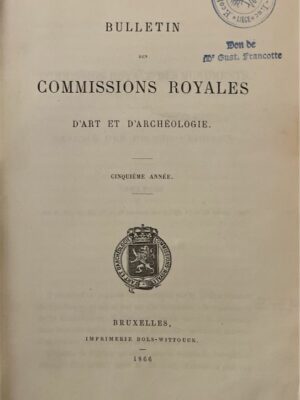 LIÈGE
Don de
Mr Gust. Francotte
BULLETIN
DES
COMMISSIONS ROYALES
D'ART ET D'ARCHÉOLOGIE.
CINQUIÈME ANNÉE.
BRUXELLES,
IMPRIMERIE BOLS-WITTOUCK.
1866